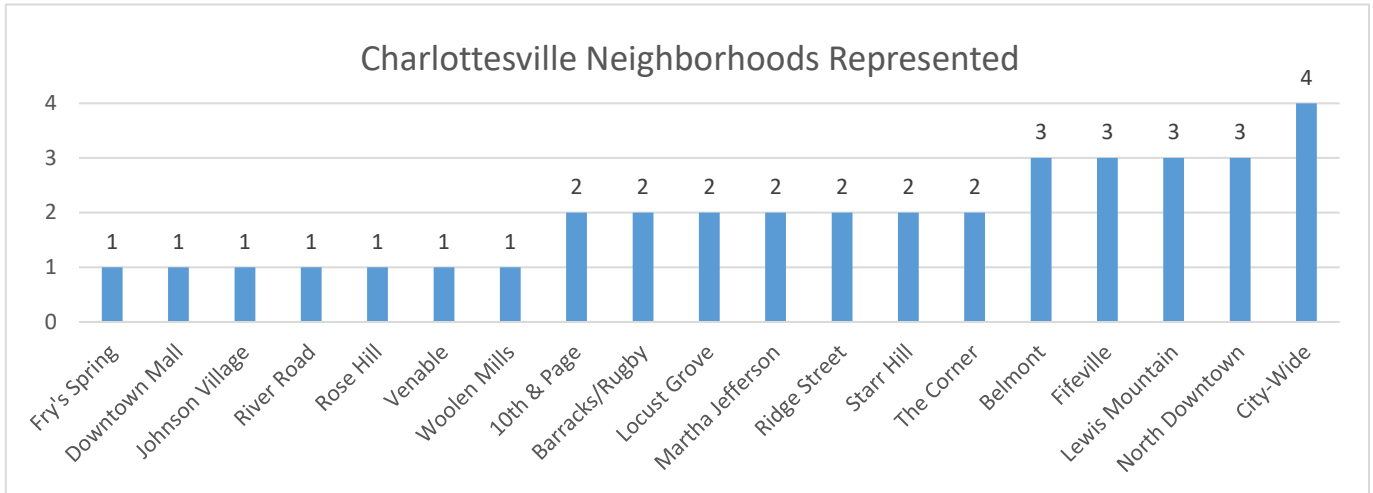 Charlottesville Neighborhoods Represented
4
3
2
1
0
1
1
1
1
1
1
1
2
2
2
2
2
2
2
3
3
3
3
4
Fry's Spring
Downtown Mall
Johnson Village
River Road
Rose Hill
Venable
Woolen Mills
10th & Page
Barracks/Rugby
Locust Grove
Martha Jefferson
Ridge Street
Starr Hill
The Corner
Belmont
Fifeville
Lewis Mountain
North Downtown
City-Wide